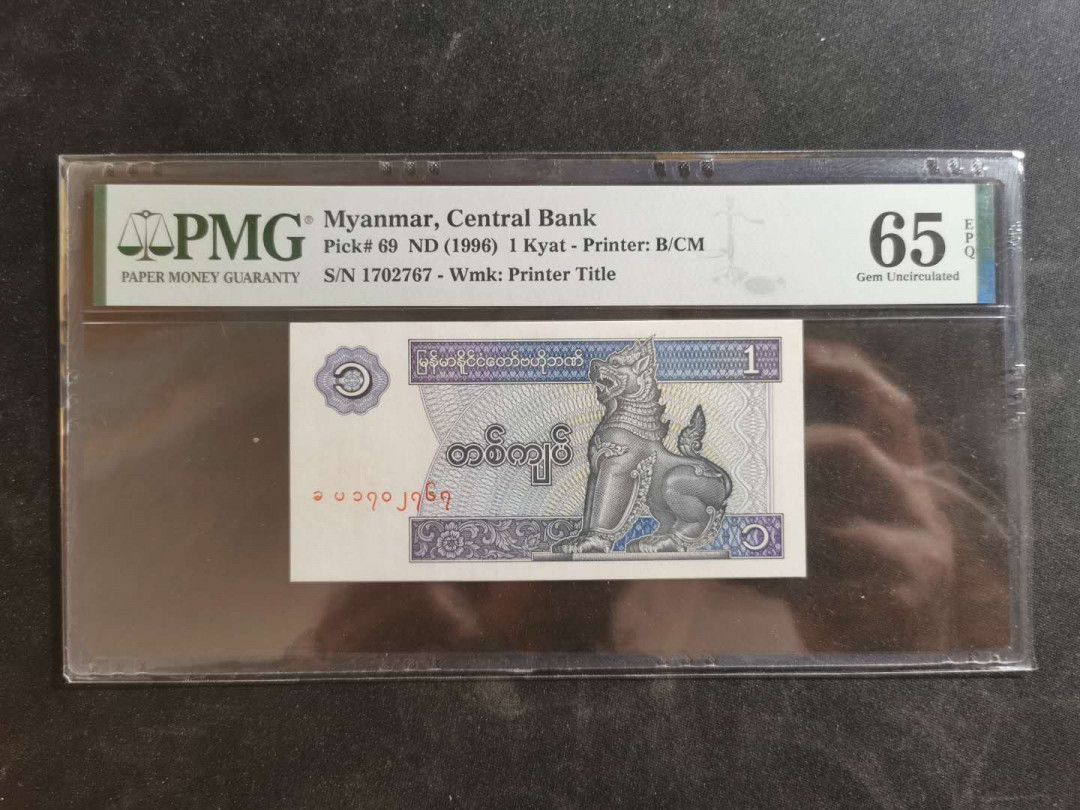 PMG®
PAPER MONEY GUARANTY
Myanmar, Central Bank
Pick# 69 ND (1996) 1 Kyat - Printer: B/CM
S/N 1702767 - Wmk: Printer Title
65
EPQ
Gem Uncirculated
၁
မြန်မာနိုင်ငံတော်ဗဟိုဘဏ်
1
တစ်ကျပ်
ခ ပ ၁၇၀၂၇၆၇
၁